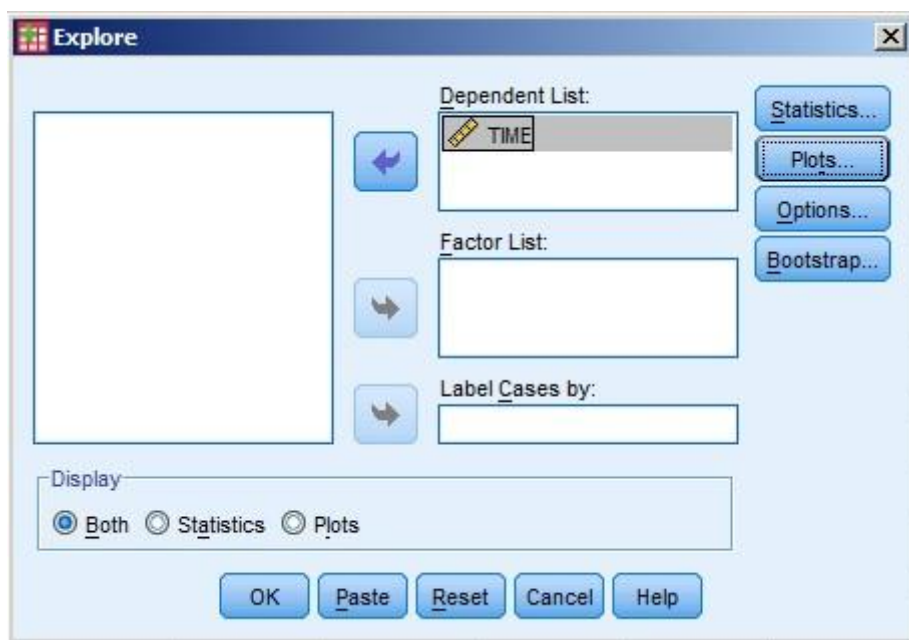 Explore
Dependent List:
TIME
Statistics...
Plots...
Options...
Bootstrap...
Factor List:
Label Cases by:
Display
Both Statistics Plots
OK Paste Reset Cancel Help